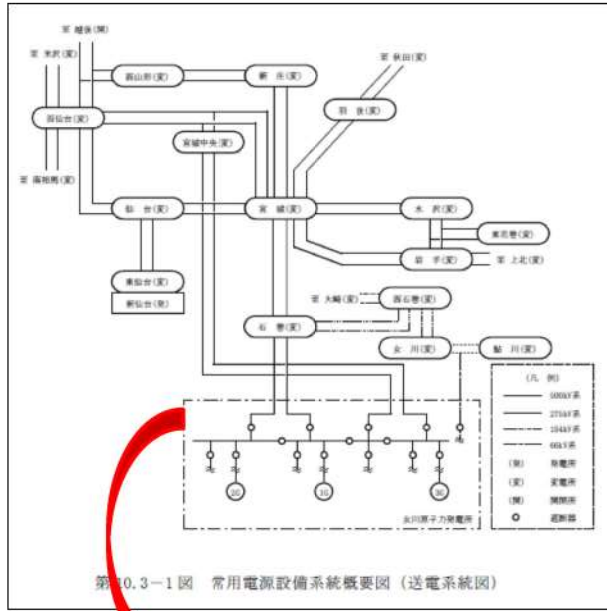 至 越後(開)
至 米沢(変)
至 秋田(変)
西山形(変)
新 庄(変)
羽 後(変)
西仙台(変)
宮城中央(変)
至 南相馬(変)
仙 台(変)
宮 城(変)
水 沢(変)
東花巻(変)
岩 手(変)
至 上北(変)
東仙台(変)
新仙台(発)
至 大崎(変)
西石巻(変)
石 巻(変)
女 川(変)
鮎 川(変)
(凡 例)
500kV系
275kV系
154kV系
66kV系
(発) 発電所
(変) 変電所
(開) 開閉所
遮断器
2G
1G
3G
女川原子力発電所
第10.3-1図 常用電源設備系統概要図(送電系統図)